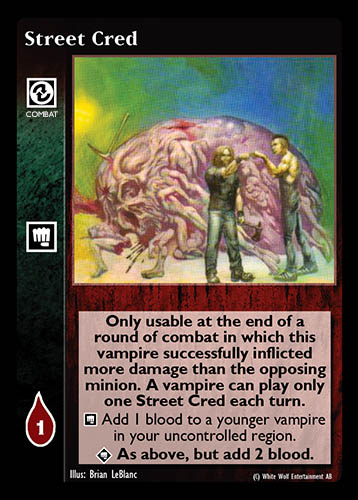 Street Cred
COMBAT
Only usable at the end of a
round of combat in which this
vampire successfully inflicted
more damage than the opposing
minion. A vampire can play only
one Street Cred each turn.
Add 1 blood to a younger vampire
in your uncontrolled region.
As above, but add 2 blood.
1
Illus: Brian LeBlanc
(C) White Wolf Entertainment AB